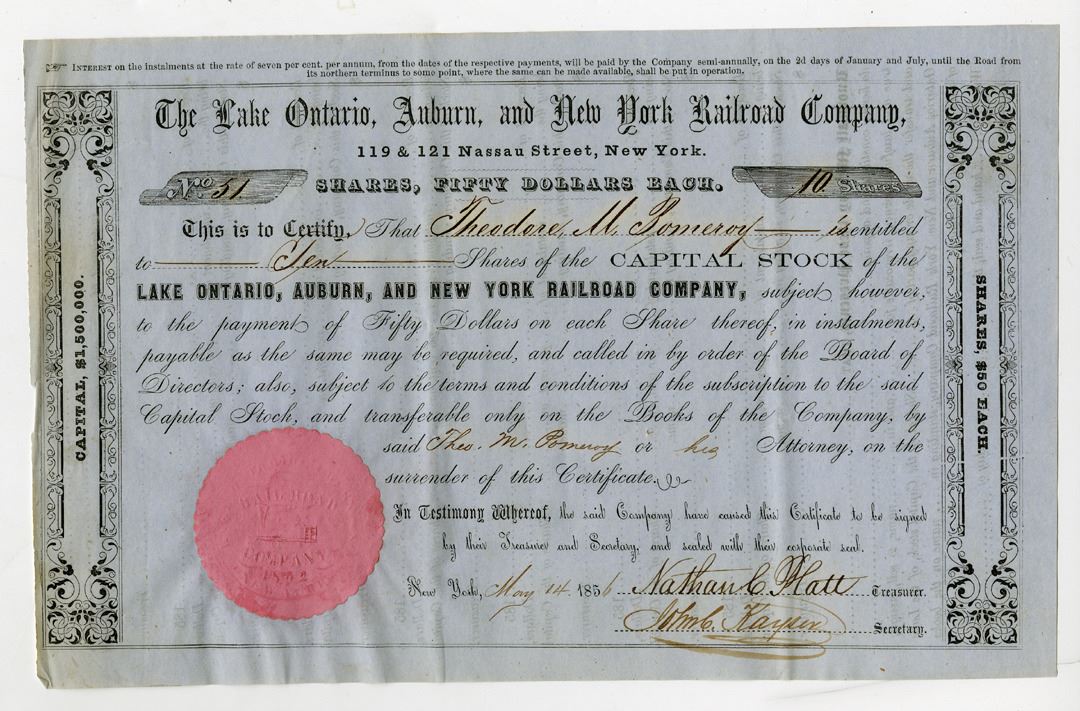 INTEREST on the instalments at the rate of seven per cent. per annum, from the dates of the respective payments, will be paid by the Company semi-annually, on the 2d days of January and July, until the Road from
its northern terminus to some point, where the same can be made available, shall be put in operation.
The Lake Ontario, Auburn, and New York Railroad Company,
119 & 121 Nassau Street, New York.
No 51
SHARES, FIFTY DOLLARS EACH.
10 Shares
This is to Certify, That Theodore M. Pomeroy is entitled
to Ten Shares of the CAPITAL STOCK of the
LAKE ONTARIO, AUBURN, AND NEW YORK RAILROAD COMPANY, subject however,
to the payment of Fifty Dollars on each Share thereof, in instalments,
payable as the same may be required, and called in by order of the Board of
Directors; also, subject to the terms and conditions of the subscription to the said
Capital Stock, and transferable only on the Books of the Company, by
said Theo. M. Pomeroy or his Attorney, on the
surrender of this Certificate.
In Testimony Whereof, the said Company have caused this Certificate to be signed
by their Treasurer and Secretary, and sealed with their corporate seal.
New York, May 14 1856 Nathan C Platt Treasurer.
John C. Kayser Secretary.
CAPITAL, $1,500,000.
SHARES, $50 EACH.
RAILROAD
COMPANY
1852